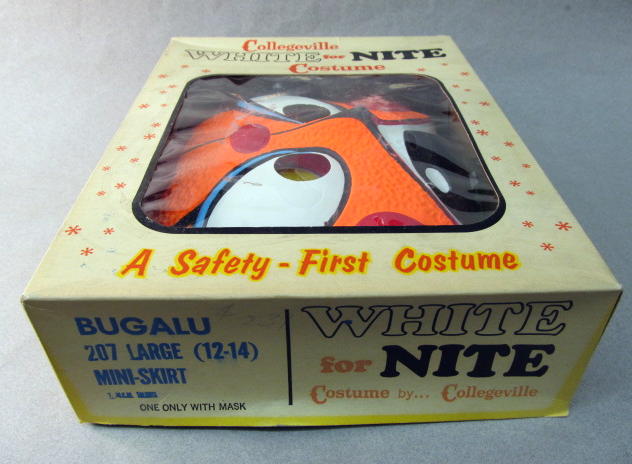 Collegeville
WHITE for NITE
Costume
A Safety - First Costume
BUGALU
207 LARGE (12-14)
MINI-SKIRT
ONE ONLY WITH MASK
WHITE
for NITE
Costume by... Collegeville